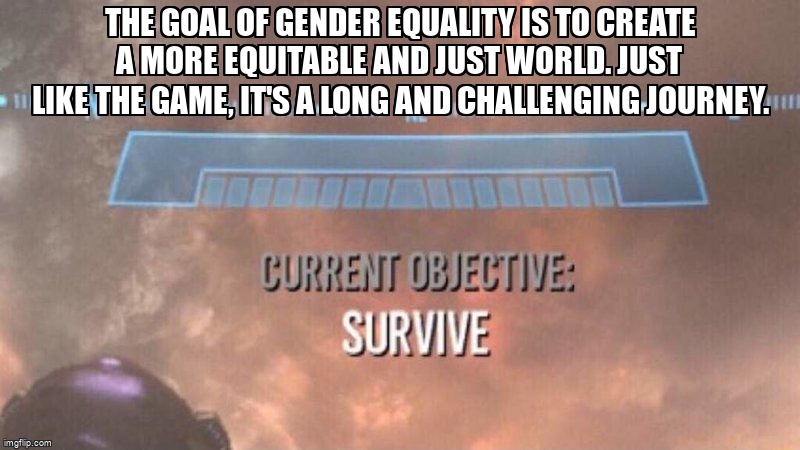 THE GOAL OF GENDER EQUALITY IS TO CREATE
A MORE EQUITABLE AND JUST WORLD. JUST
LIKE THE GAME, IT'S A LONG AND CHALLENGING JOURNEY.
CURRENT OBJECTIVE:
SURVIVE
imgflip.com